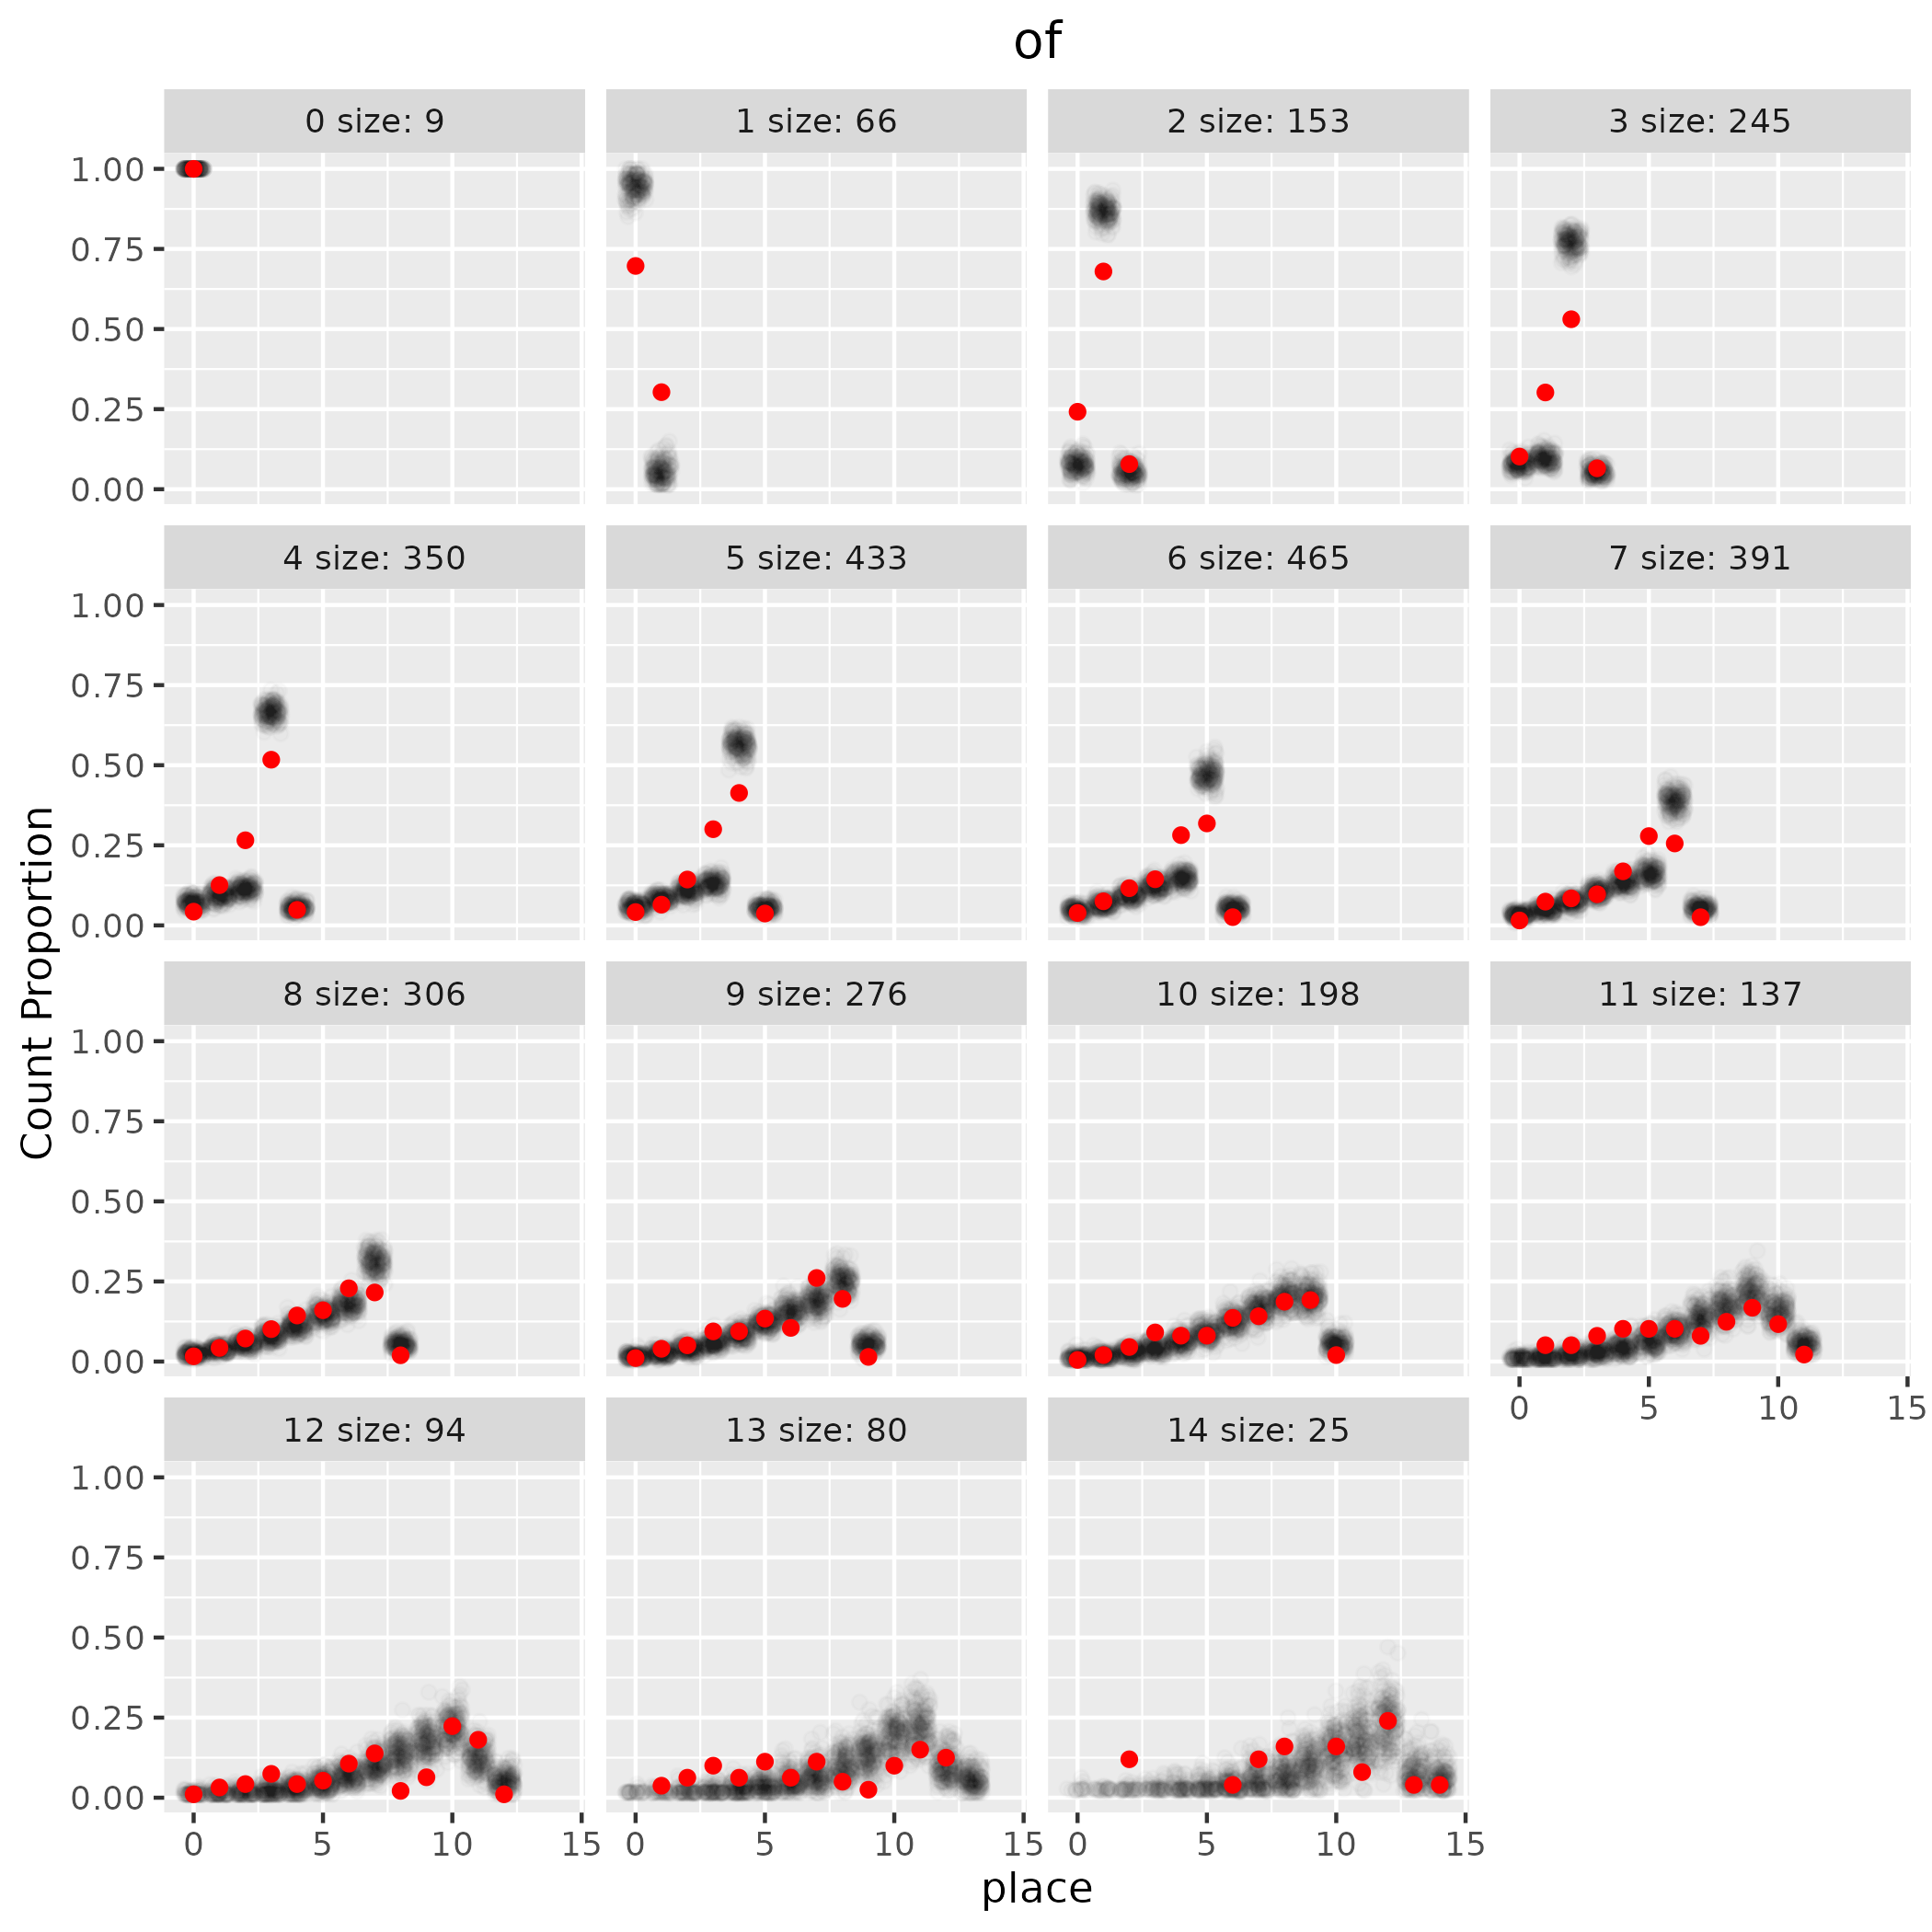 of
0 size: 9
1 size: 66
2 size: 153
3 size: 245
1.00
0.75
0.50
0.25
0.00
4 size: 350
5 size: 433
6 size: 465
7 size: 391
1.00
0.75
0.50
0.25
0.00
Count Proportion
8 size: 306
9 size: 276
10 size: 198
11 size: 137
1.00
0.75
0.50
0.25
0.00
0 5 10 15
12 size: 94
13 size: 80
14 size: 25
1.00
0.75
0.50
0.25
0.00
0 5 10 15 0 5 10 15 0 5 10 15
place